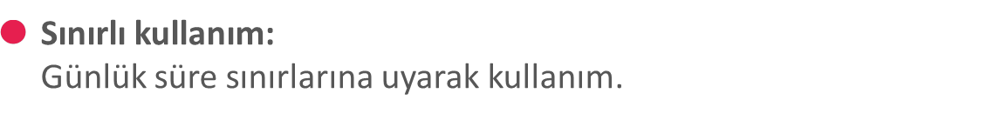 Sınırlı kullanım:
Günlük süre sınırlarına uyarak kullanım.